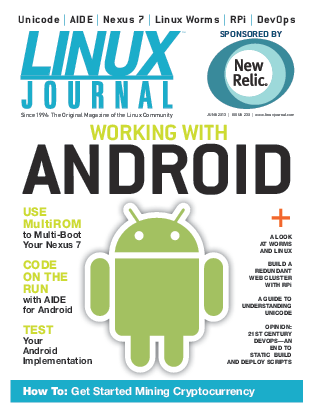 Unicode | AIDE | Nexus 7 | Linux Worms | RPi | DevOps
SPONSORED BY
LINUX
JOURNAL
™
New
Relic.
Since 1994: The Original Magazine of the Linux Community
JUNE 2013 | ISSUE 230 | www.linuxjournal.com
WORKING WITH
ANDROID
USE
MultiROM
to Multi-Boot
Your Nexus 7
CODE
ON THE
RUN
with AIDE
for Android
TEST
Your
Android
Implementation
+
A LOOK
AT WORMS
AND LINUX
BUILD A
REDUNDANT
WEB CLUSTER
WITH RPi
A GUIDE TO
UNDERSTANDING
UNICODE
OPINION:
21ST CENTURY
DEVOPS—AN
END TO
STATIC BUILD
AND DEPLOY SCRIPTS
How To: Get Started Mining Cryptocurrency